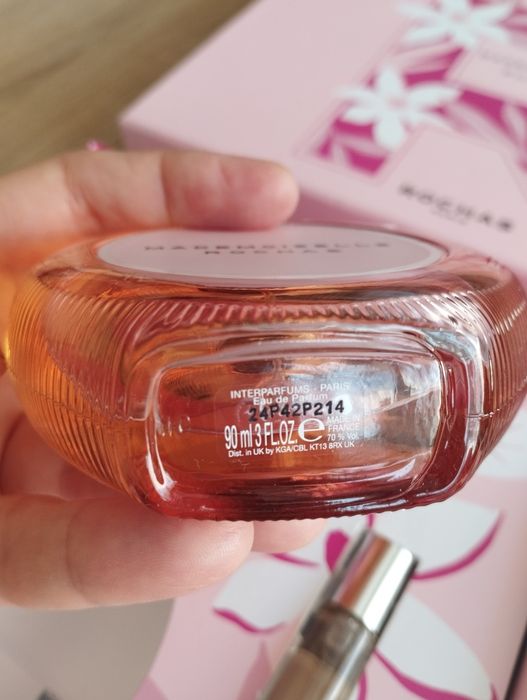 ROCHAS
MADEMOISELLE
ROCHAS
INTERPARFUMS - PARIS
Eau de Parfum
24P42P214
90 ml 3 FL.OZ. e
MADE IN
FRANCE
70 % Vol.
Dist. in UK by KGA/CBL KT13 8RX UK